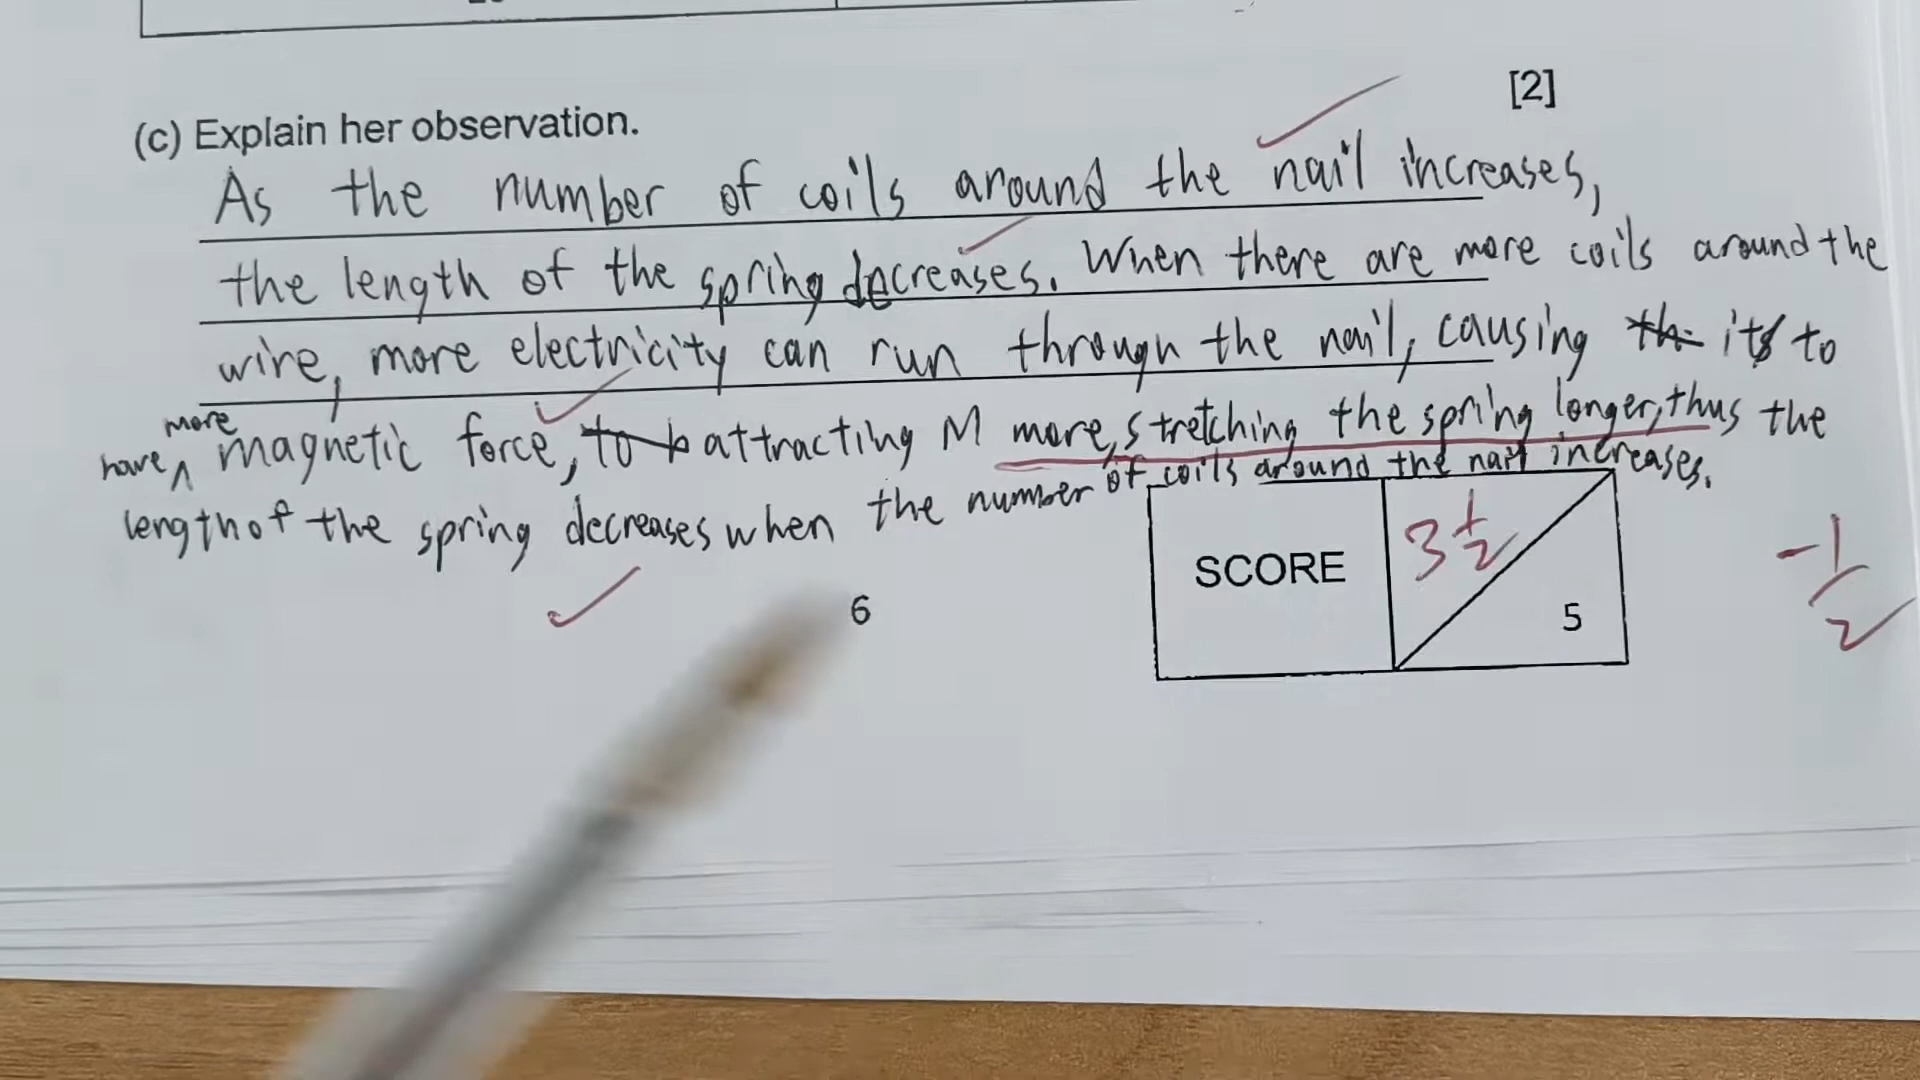 [2]
(c) Explain her observation.
As the number of coils around the nail increases,
the length of the spring decreases. When there are more coils around the
wire, more electricity can run through the nail, causing it to
have more magnetic force, attracting M more, stretching the spring longer, thus the
length of the spring decreases when the number of coils around the nail increases.
SCORE 3 1/2 5
-1/2
6